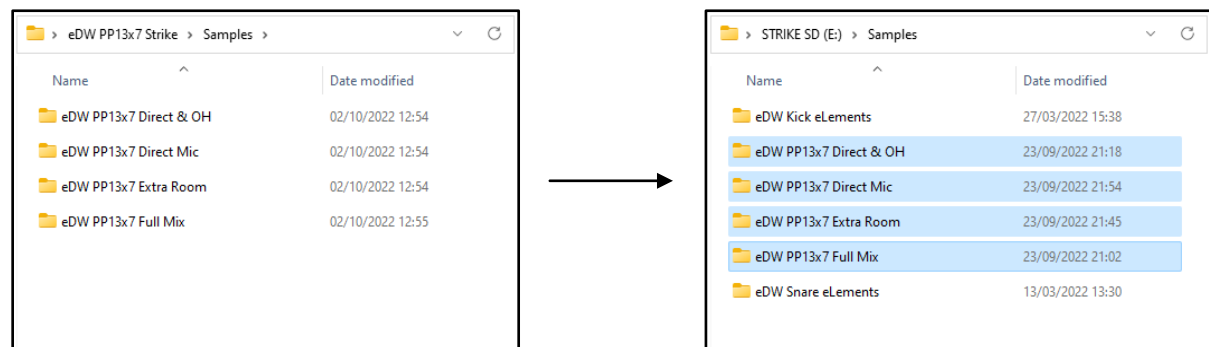 eDW PP13x7 Strike > Samples >
Name Date modified
eDW PP13x7 Direct & OH 02/10/2022 12:54
eDW PP13x7 Direct Mic 02/10/2022 12:54
eDW PP13x7 Extra Room 02/10/2022 12:54
eDW PP13x7 Full Mix 02/10/2022 12:55
STRIKE SD (E:) > Samples
Name Date modified
eDW Kick eLements 27/03/2022 15:38
eDW PP13x7 Direct & OH 23/09/2022 21:18
eDW PP13x7 Direct Mic 23/09/2022 21:54
eDW PP13x7 Extra Room 23/09/2022 21:45
eDW PP13x7 Full Mix 23/09/2022 21:02
eDW Snare eLements 13/03/2022 13:30